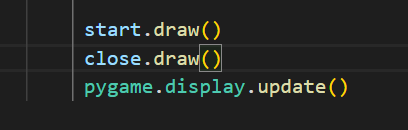 start.draw()
close.draw()
pygame.display.update()